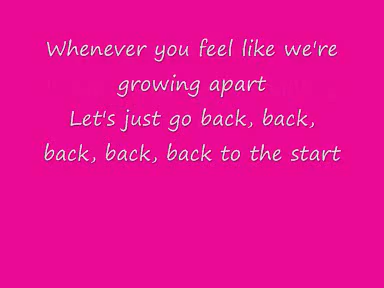 Whenever you feel like we're
growing apart
Let's just go back, back,
back, back, back to the start